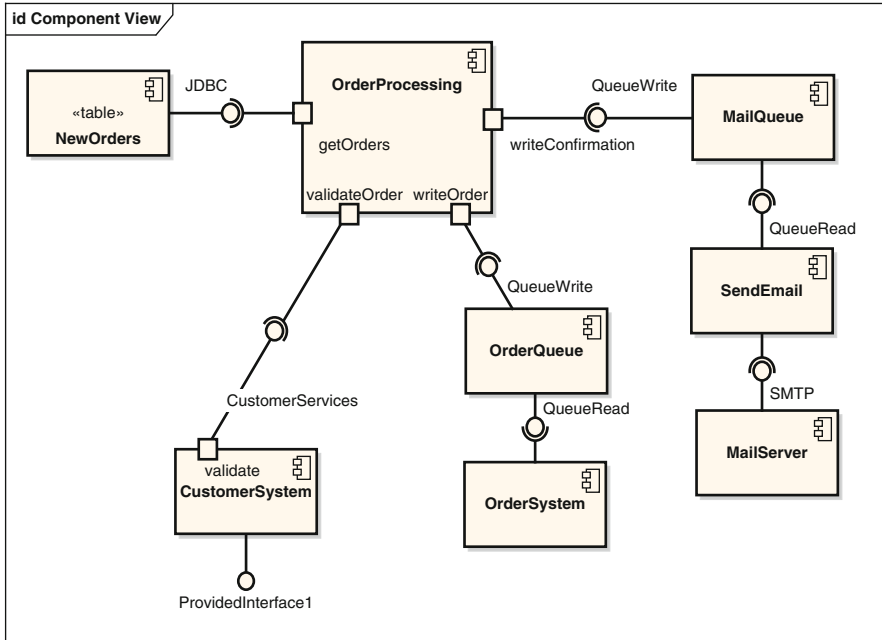 id Component View
«table»
NewOrders
JDBC
OrderProcessing
getOrders
validateOrder
writeOrder
QueueWrite
writeConfirmation
MailQueue
QueueRead
SendEmail
SMTP
MailServer
QueueWrite
OrderQueue
QueueRead
OrderSystem
CustomerServices
validate
CustomerSystem
ProvidedInterface1